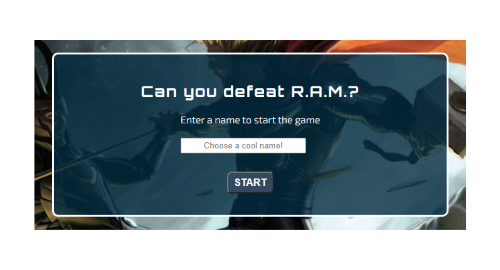 Can you defeat R.A.M.?
Enter a name to start the game
Choose a cool name!
START